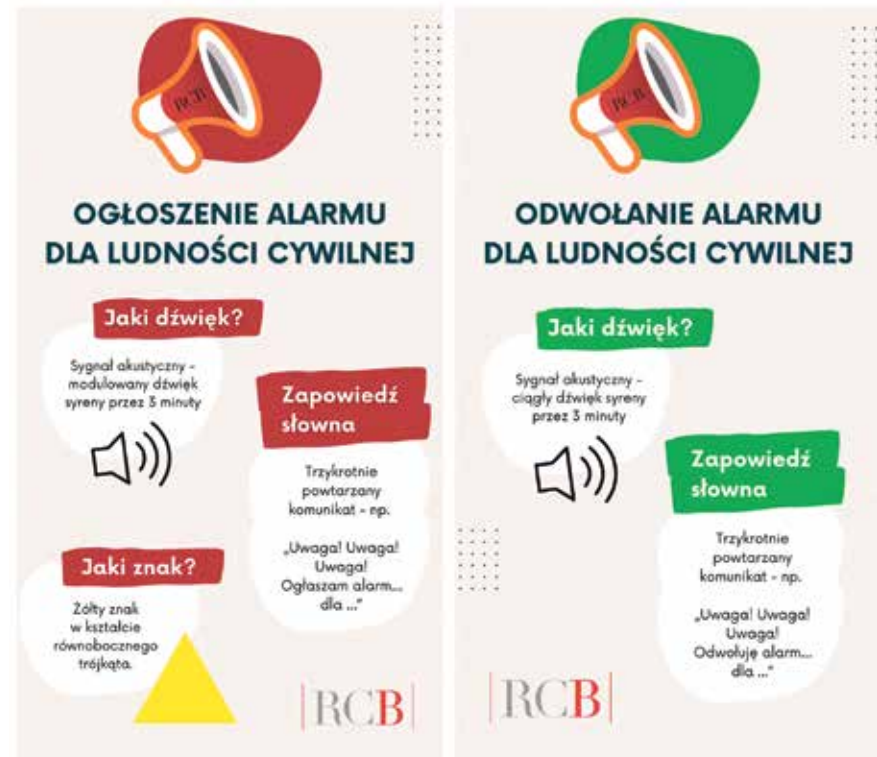 RCB
OGŁOSZENIE ALARMU
DLA LUDNOŚCI CYWILNEJ
Jaki dźwięk?
Sygnał akustyczny -
modulowany dźwięk
syreny przez 3 minuty
Zapowiedź
słowna
Trzykrotnie
powtarzany
komunikat - np.
„Uwaga! Uwaga!
Uwaga!
Ogłaszam alarm...
dla ..."
Jaki znak?
Żółty znak
w kształcie
równobocznego
trójkąta.
RCB
RCB
ODWOŁANIE ALARMU
DLA LUDNOŚCI CYWILNEJ
Jaki dźwięk?
Sygnał akustyczny -
ciągły dźwięk syreny
przez 3 minuty
Zapowiedź
słowna
Trzykrotnie
powtarzany
komunikat - np.
„Uwaga! Uwaga!
Uwaga!
Odwołuję alarm...
dla ..."
RCB